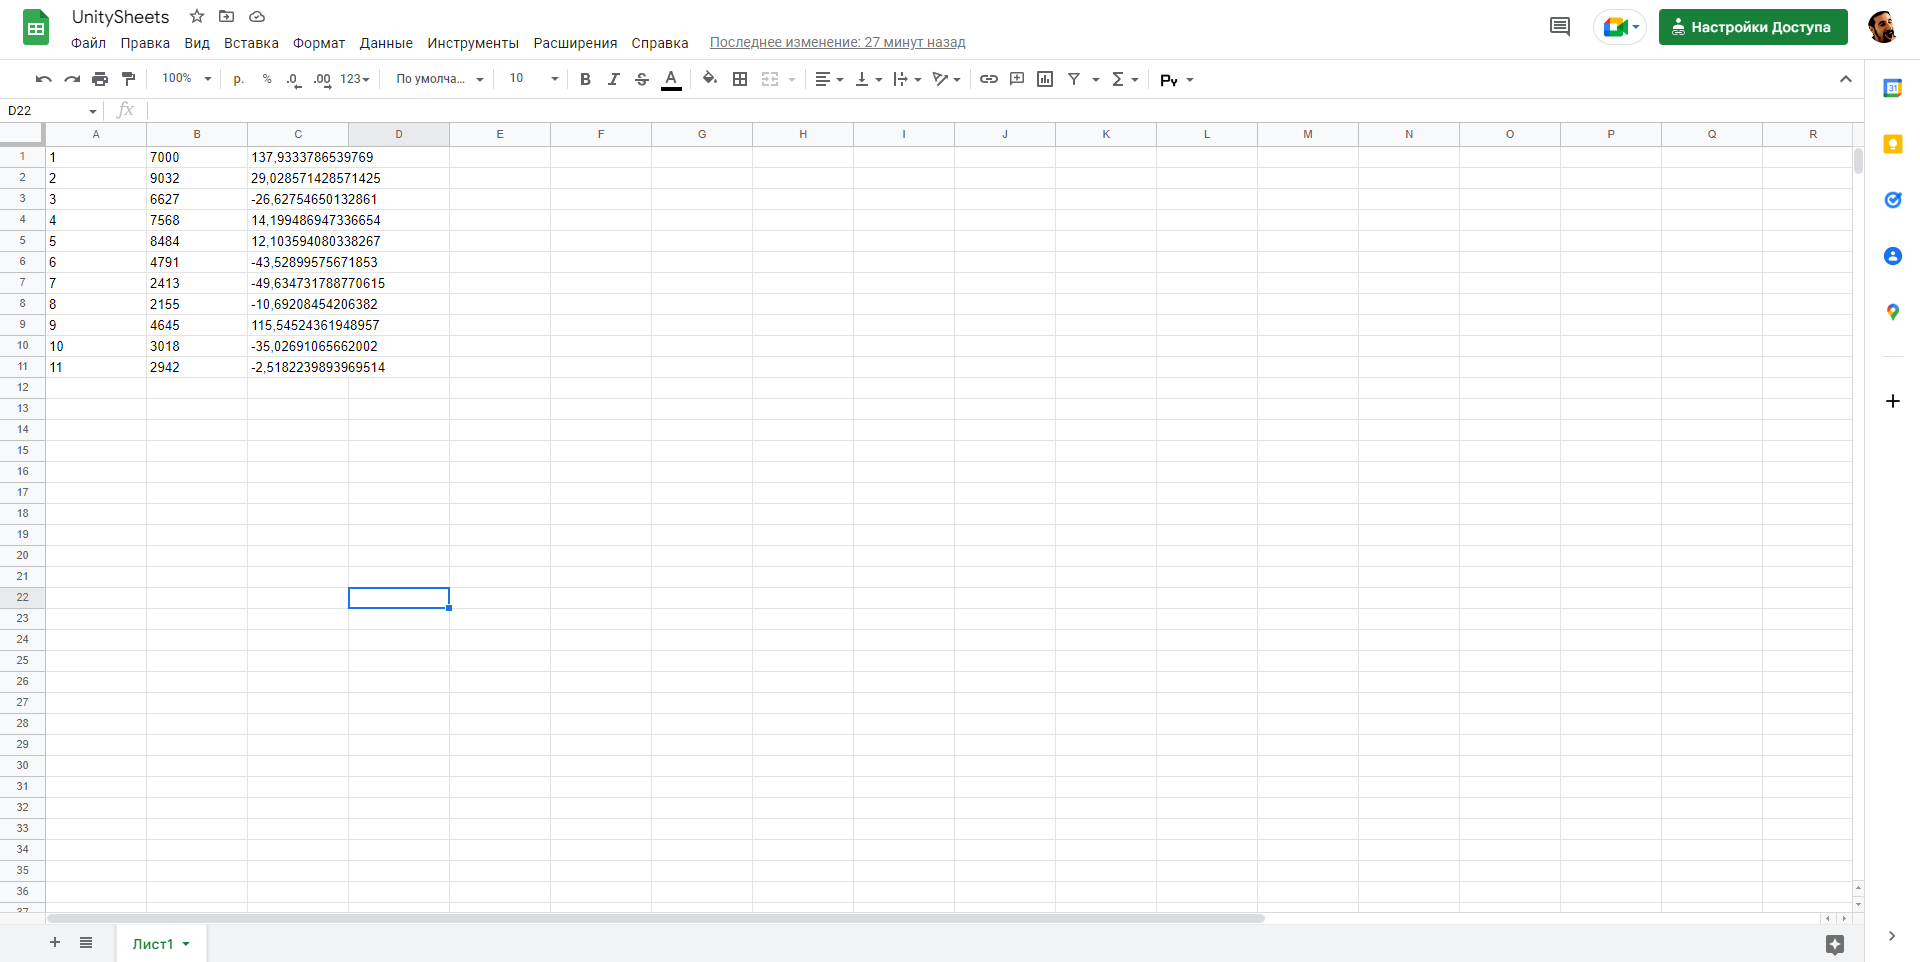 UnitySheets
Файл Правка Вид Вставка Формат Данные Инструменты Расширения Справка Последнее изменение: 27 минут назад
Настройки Доступа
100% р. % .0 .00 123 По умолча... 10 B I S A Py
D22 fx
31
A B C D E F G H I J K L M N O P Q R
1 1 7000 137,9333786539769
2 2 9032 29,028571428571425
3 3 6627 -26,62754650132861
4 4 7568 14,199486947336654
5 5 8484 12,103594080338267
6 6 4791 -43,52899575671853
7 7 2413 -49,634731788770615
8 8 2155 -10,69208454206382
9 9 4645 115,54524361948957
10 10 3018 -35,02691065662002
11 11 2942 -2,5182239893969514
12
13
14
15
16
17
18
19
20
21
22
23
24
25
26
27
28
29
30
31
32
33
34
35
36
37
Лист1